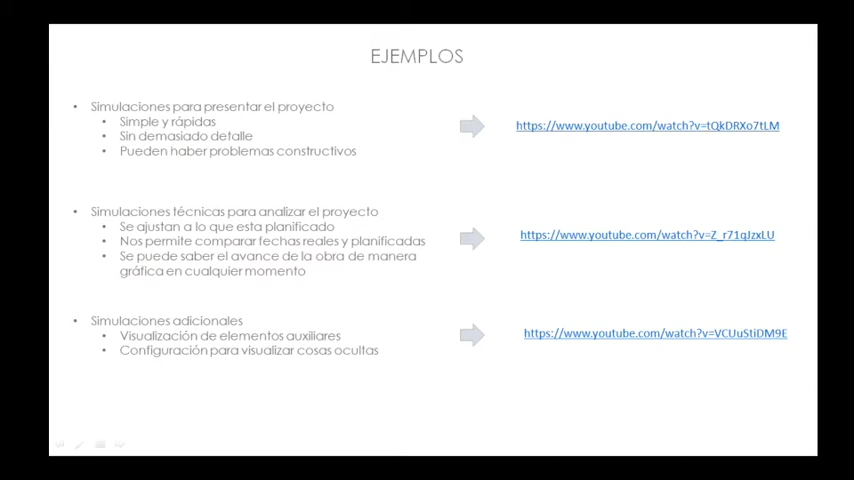 EJEMPLOS
• Simulaciones para presentar el proyecto
• Simple y rápidas
• Sin demasiado detalle
• Pueden haber problemas constructivos
https://www.youtube.com/watch?v=tQkDRXo7tLM
• Simulaciones técnicas para analizar el proyecto
• Se ajustan a lo que esta planificado
• Nos permite comparar fechas reales y planificadas
• Se puede saber el avance de la obra de manera
gráfica en cualquier momento
https://www.youtube.com/watch?v=Z_r71qJzxLU
• Simulaciones adicionales
• Visualización de elementos auxiliares
• Configuración para visualizar cosas ocultas
https://www.youtube.com/watch?v=VCUuStiDM9E